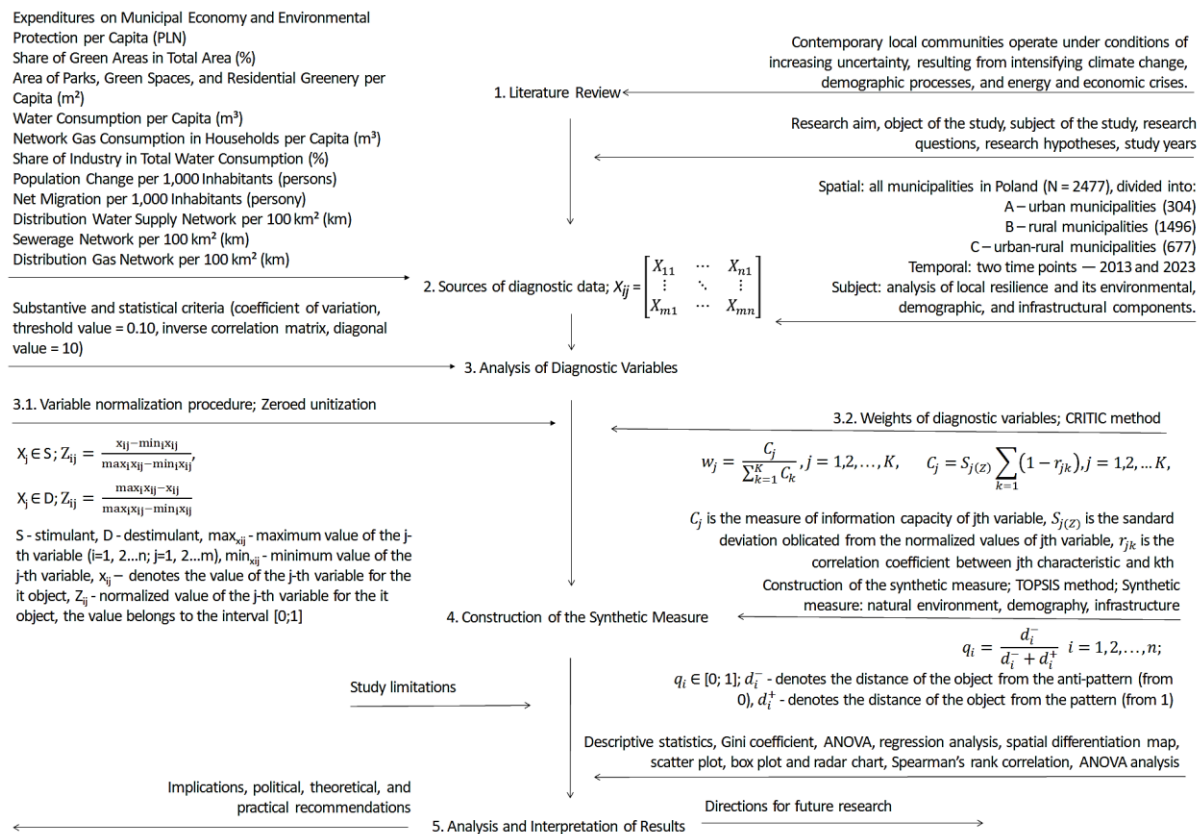 Expenditures on Municipal Economy and Environmental
Protection per Capita (PLN)
Share of Green Areas in Total Area (%)
Area of Parks, Green Spaces, and Residential Greenery per
Capita (m²)
Water Consumption per Capita (m³)
Network Gas Consumption in Households per Capita (m³)
Share of Industry in Total Water Consumption (%)
Population Change per 1,000 Inhabitants (persons)
Net Migration per 1,000 Inhabitants (persony)
Distribution Water Supply Network per 100 km² (km)
Sewerage Network per 100 km² (km)
Distribution Gas Network per 100 km² (km)
Contemporary local communities operate under conditions of
increasing uncertainty, resulting from intensifying climate change,
demographic processes, and energy and economic crises.
1. Literature Review
Research aim, object of the study, subject of the study, research
questions, research hypotheses, study years
Spatial: all municipalities in Poland (N = 2477), divided into:
A – urban municipalities (304)
B – rural municipalities (1496)
C – urban-rural municipalities (677)
Temporal: two time points — 2013 and 2023
Subject: analysis of local resilience and its environmental,
demographic, and infrastructural components.
2. Sources of diagnostic data; X_ij = [X_11 ⋯ X_n1
⋮ ⋱ ⋮
X_m1 ⋯ X_mn]
Substantive and statistical criteria (coefficient of variation,
threshold value = 0.10, inverse correlation matrix, diagonal
value = 10)
3. Analysis of Diagnostic Variables
3.1. Variable normalization procedure; Zeroed unitization
X_j ∈ S; Z_ij = (x_ij − min_i x_ij) / (max_i x_ij − min_i x_ij),
X_j ∈ D; Z_ij = (max_i x_ij − x_ij) / (max_i x_ij − min_i x_ij)
S - stimulant, D - destimulant, max_xij - maximum value of the j-
th variable (i=1, 2...n; j=1, 2...m), min_xij - minimum value of the
j-th variable, x_ij – denotes the value of the j-th variable for the
it object, Z_ij - normalized value of the j-th variable for the it
object, the value belongs to the interval [0;1]
3.2. Weights of diagnostic variables; CRITIC method
w_j = C_j / ∑_{k=1}^{K} C_k, j = 1,2,…,K, C_j = S_j(Z) ∑_{k=1} (1 − r_jk), j = 1,2,…K,
C_j is the measure of information capacity of jth variable, S_j(Z) is the sandard
deviation oblicated from the normalized values of jth variable, r_jk is the
correlation coefficient between jth characteristic and kth
Construction of the synthetic measure; TOPSIS method; Synthetic
measure: natural environment, demography, infrastructure
4. Construction of the Synthetic Measure
q_i = d_i^- / (d_i^- + d_i^+) i = 1,2,…,n;
q_i ∈ [0; 1]; d_i^- - denotes the distance of the object from the anti-pattern (from
0), d_i^+ - denotes the distance of the object from the pattern (from 1)
Study limitations
Descriptive statistics, Gini coefficient, ANOVA, regression analysis, spatial differentiation map,
scatter plot, box plot and radar chart, Spearman's rank correlation, ANOVA analysis
Implications, political, theoretical, and
practical recommendations
Directions for future research
5. Analysis and Interpretation of Results